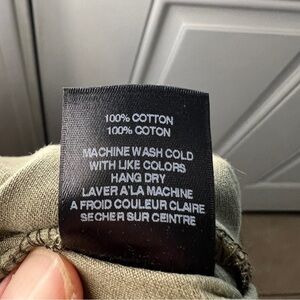 100% COTTON
100% COTON
MACHINE WASH COLD
WITH LIKE COLORS
HANG DRY
LAVER A'LA MACHINE
A FROID COULEUR CLAIRE
SECHER SUR CEINTRE